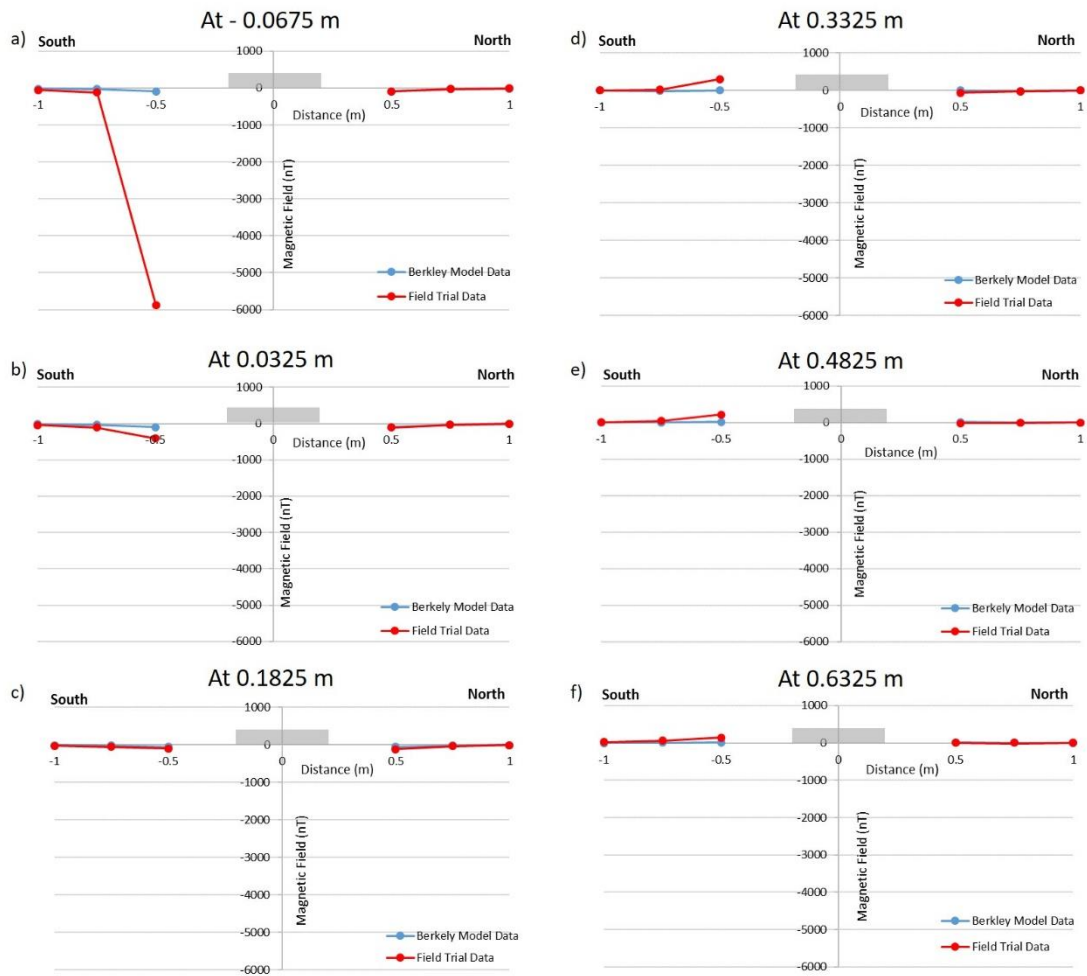 At - 0.0675 m
a)
South
North
1000
0
-1
-0.5
0
0.5
1
Distance (m)
-1000
-2000
-3000
-4000
-5000
-6000
Magnetic Field (nT)
Berkley Model Data
Field Trial Data
At 0.0325 m
b)
South
North
1000
0
-1
-0.5
0
0.5
1
Distance (m)
-1000
-2000
-3000
-4000
-5000
-6000
Magnetic Field (nT)
Berkely Model Data
Field Trial Data
At 0.1825 m
c)
South
North
1000
0
-1
-0.5
0
0.5
1
Distance (m)
-1000
-2000
-3000
-4000
-5000
-6000
Magnetic Field (nT)
Berkely Model Data
Field Trial Data
At 0.3325 m
d)
South
North
1000
0
-1
-0.5
0
0.5
1
Distance (m)
-1000
-2000
-3000
-4000
-5000
-6000
Magnetic Field (nT)
Berkely Model Data
Field Trial Data
At 0.4825 m
e)
South
North
1000
0
-1
-0.5
0
0.5
1
Distance (m)
-1000
-2000
-3000
-4000
-5000
-6000
Magnetic Field (nT)
Berkely Model Data
Field Trial Data
At 0.6325 m
f)
South
North
1000
0
-1
-0.5
0
0.5
1
Distance (m)
-1000
-2000
-3000
-4000
-5000
-6000
Magnetic Field (nT)
Berkley Model Data
Field Trial Data